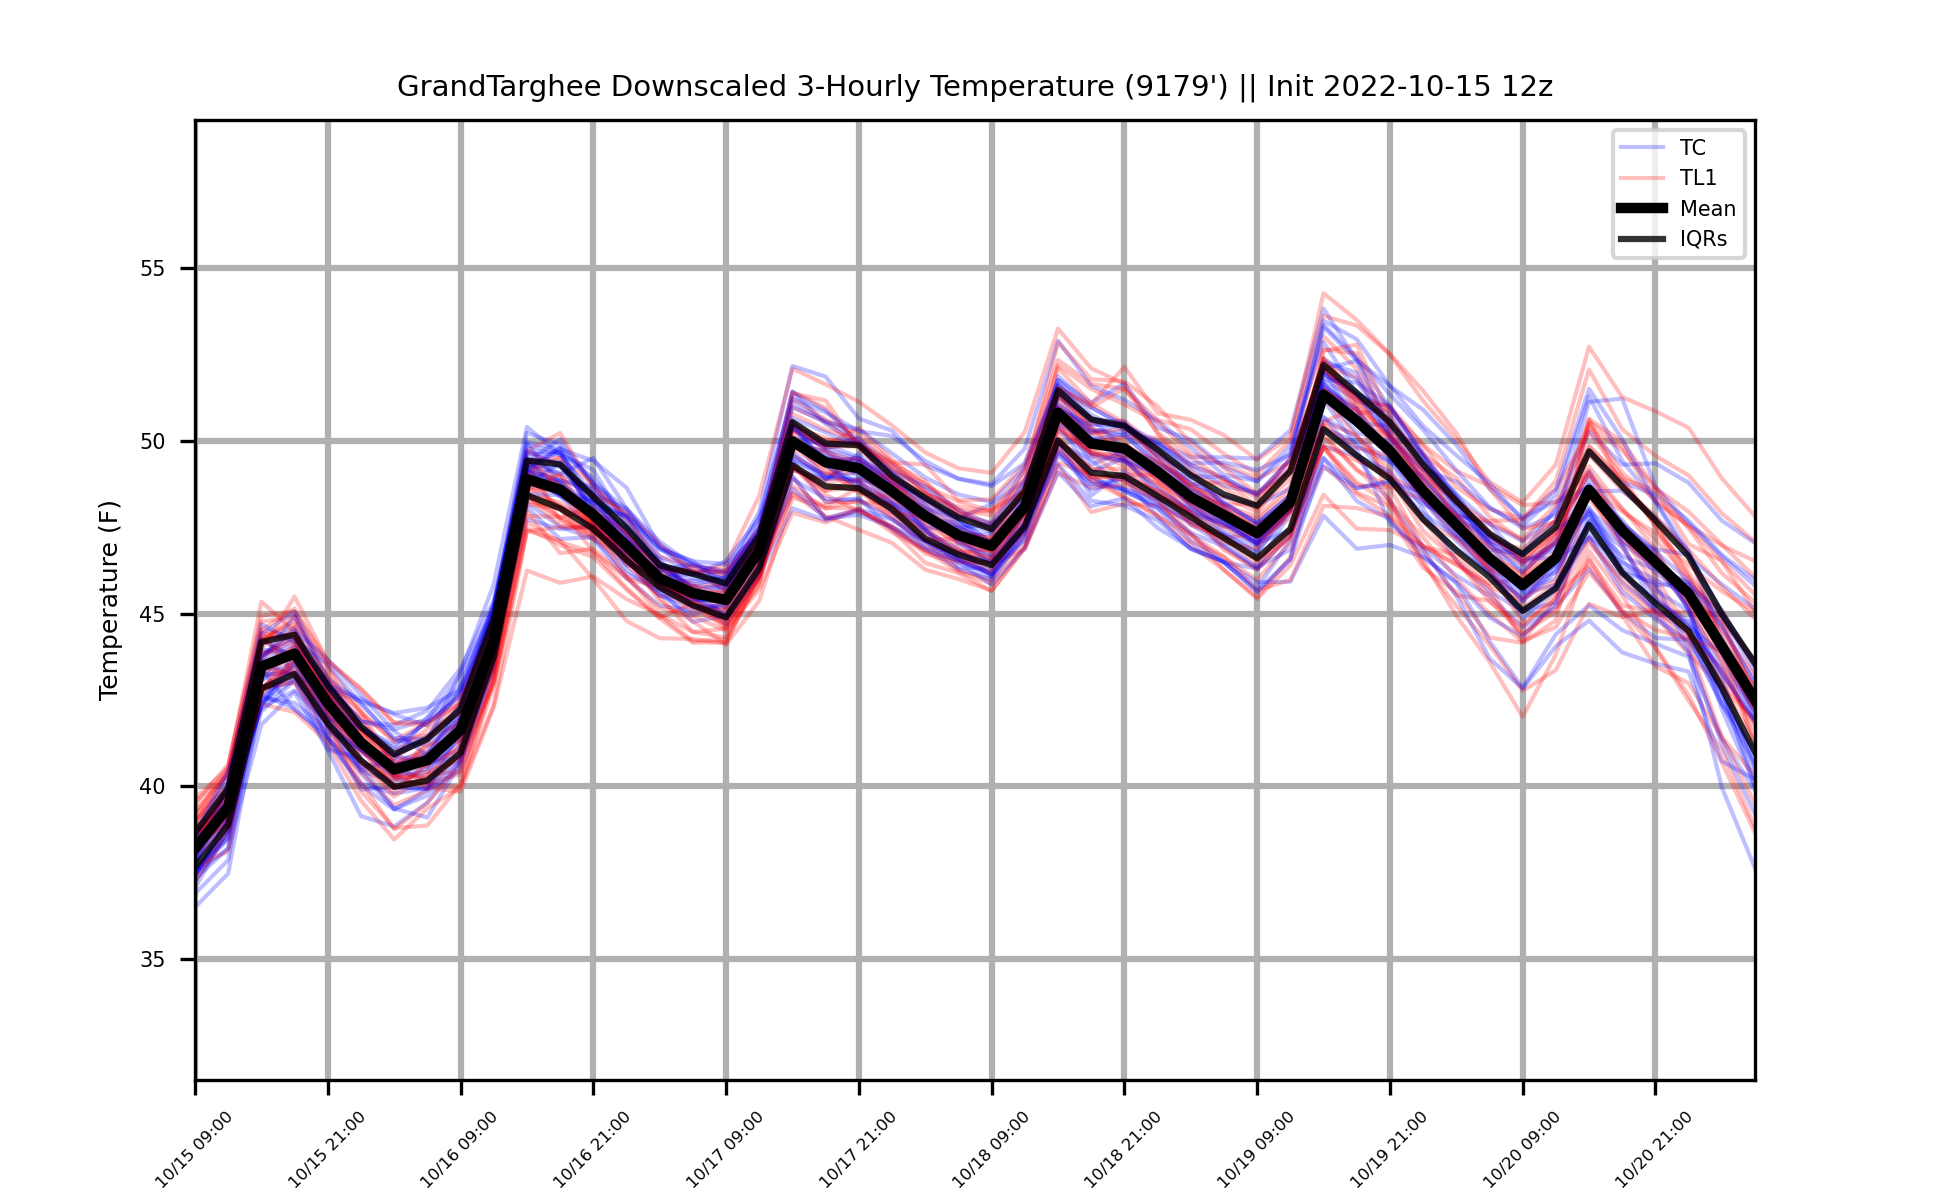 GrandTarghee Downscaled 3-Hourly Temperature (9179') || Init 2022-10-15 12z
TC
TL1
Mean
IQRs
Temperature (F)
55
50
45
40
35
10/15 09:00
10/15 21:00
10/16 09:00
10/16 21:00
10/17 09:00
10/17 21:00
10/18 09:00
10/18 21:00
10/19 09:00
10/19 21:00
10/20 09:00
10/20 21:00